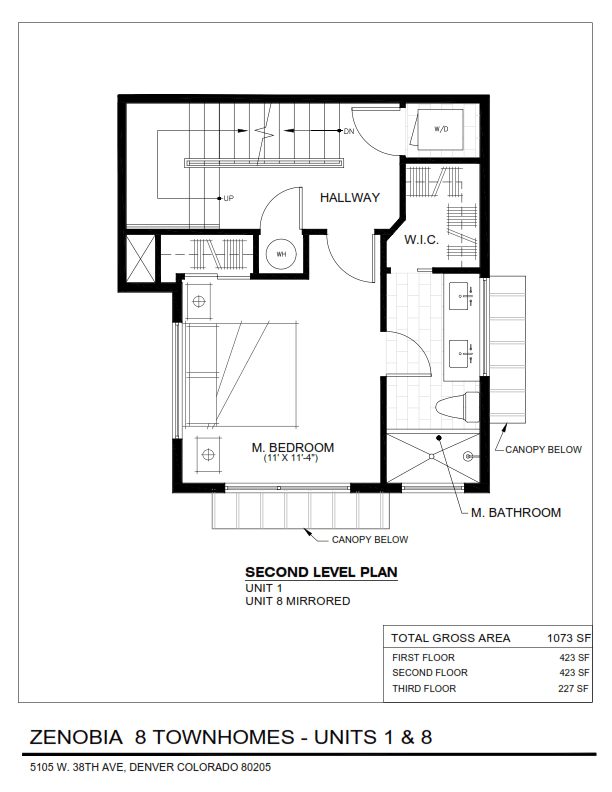 W/D
DN
UP
HALLWAY
W.I.C.
WH
M. BEDROOM
(11' X 11'-4")
CANOPY BELOW
M. BATHROOM
CANOPY BELOW
SECOND LEVEL PLAN
UNIT 1
UNIT 8 MIRRORED
TOTAL GROSS AREA 1073 SF
FIRST FLOOR 423 SF
SECOND FLOOR 423 SF
THIRD FLOOR 227 SF
ZENOBIA 8 TOWNHOMES - UNITS 1 & 8
5105 W. 38TH AVE, DENVER COLORADO 80205